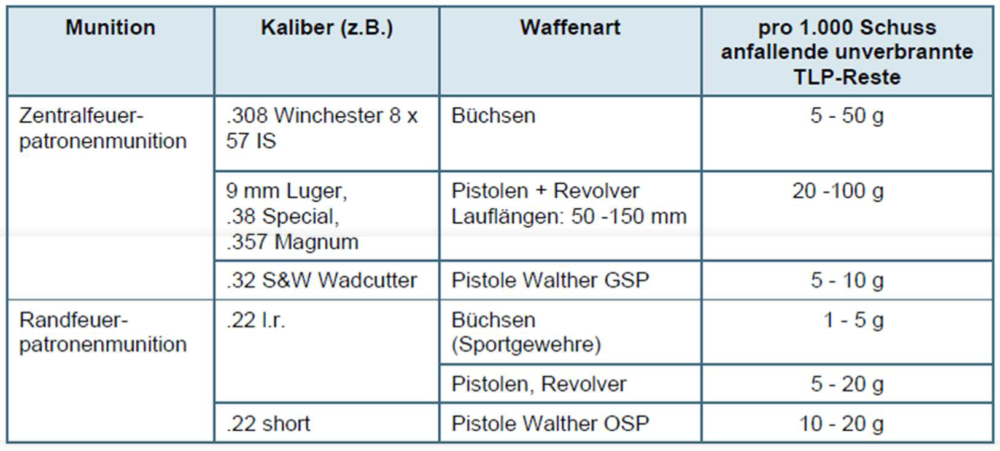 Munition
Kaliber (z.B.)
Waffenart
pro 1.000 Schuss
anfallende unverbrannte
TLP-Reste
Zentralfeuer-
patronenmunition
.308 Winchester 8 x
57 IS
Büchsen
5 - 50 g
9 mm Luger,
.38 Special,
.357 Magnum
Pistolen + Revolver
Lauflängen: 50 -150 mm
20 -100 g
.32 S&W Wadcutter
Pistole Walther GSP
5 - 10 g
Randfeuer-
patronenmunition
.22 l.r.
Büchsen
(Sportgewehre)
1 - 5 g
Pistolen, Revolver
5 - 20 g
.22 short
Pistole Walther OSP
10 - 20 g